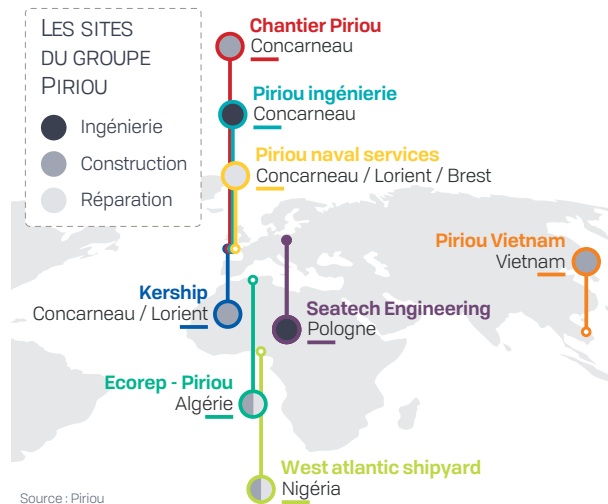 LES SITES
DU GROUPE
PIRIOU
Ingénierie
Construction
Réparation
Chantier Piriou
Concarneau
Piriou ingénierie
Concarneau
Piriou naval services
Concarneau / Lorient / Brest
Piriou Vietnam
Vietnam
Kership
Concarneau / Lorient
Seatech Engineering
Pologne
Ecorep - Piriou
Algérie
West atlantic shipyard
Nigéria
Source : Piriou